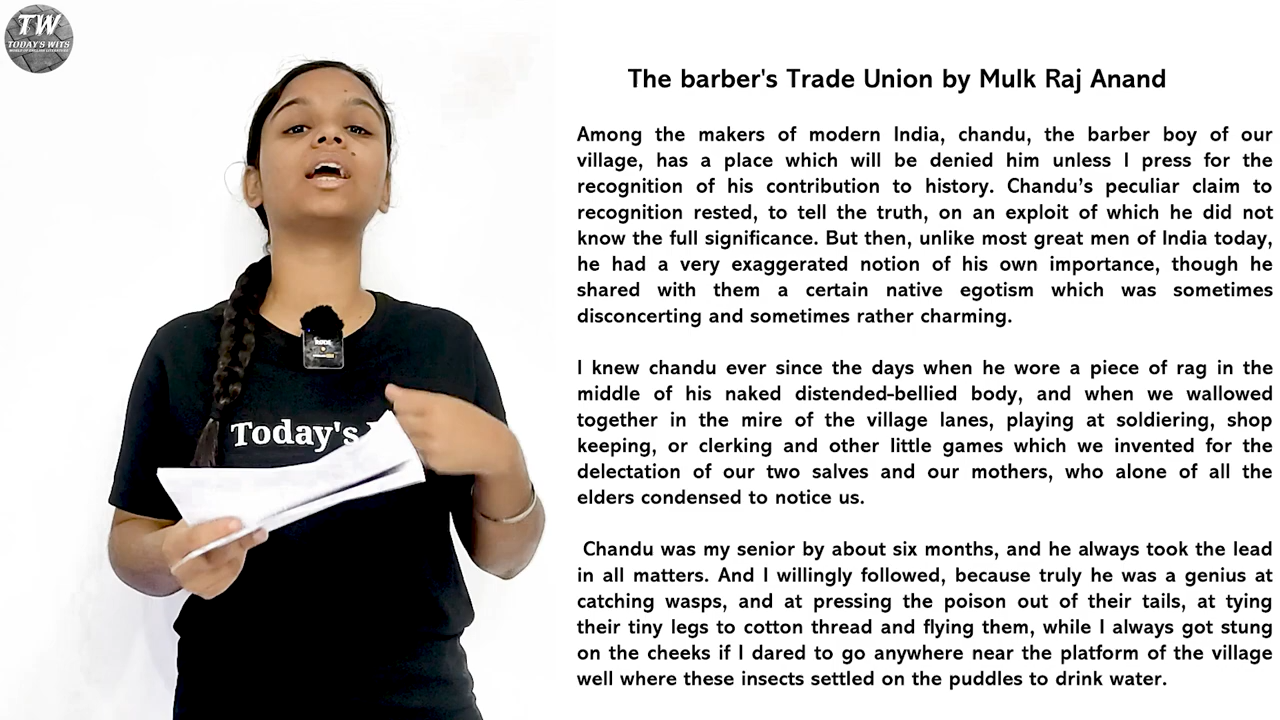 TW
TODAY'S WITS
WORLD OF ENGLISH LITERATURE
Today's
The barber's Trade Union by Mulk Raj Anand
Among the makers of modern India, chandu, the barber boy of our
village, has a place which will be denied him unless I press for the
recognition of his contribution to history. Chandu's peculiar claim to
recognition rested, to tell the truth, on an exploit of which he did not
know the full significance. But then, unlike most great men of India today,
he had a very exaggerated notion of his own importance, though he
shared with them a certain native egotism which was sometimes
disconcerting and sometimes rather charming.
I knew chandu ever since the days when he wore a piece of rag in the
middle of his naked distended-bellied body, and when we wallowed
together in the mire of the village lanes, playing at soldiering, shop
keeping, or clerking and other little games which we invented for the
delectation of our two salves and our mothers, who alone of all the
elders condensed to notice us.
Chandu was my senior by about six months, and he always took the lead
in all matters. And I willingly followed, because truly he was a genius at
catching wasps, and at pressing the poison out of their tails, at tying
their tiny legs to cotton thread and flying them, while I always got stung
on the cheeks if I dared to go anywhere near the platform of the village
well where these insects settled on the puddles to drink water.